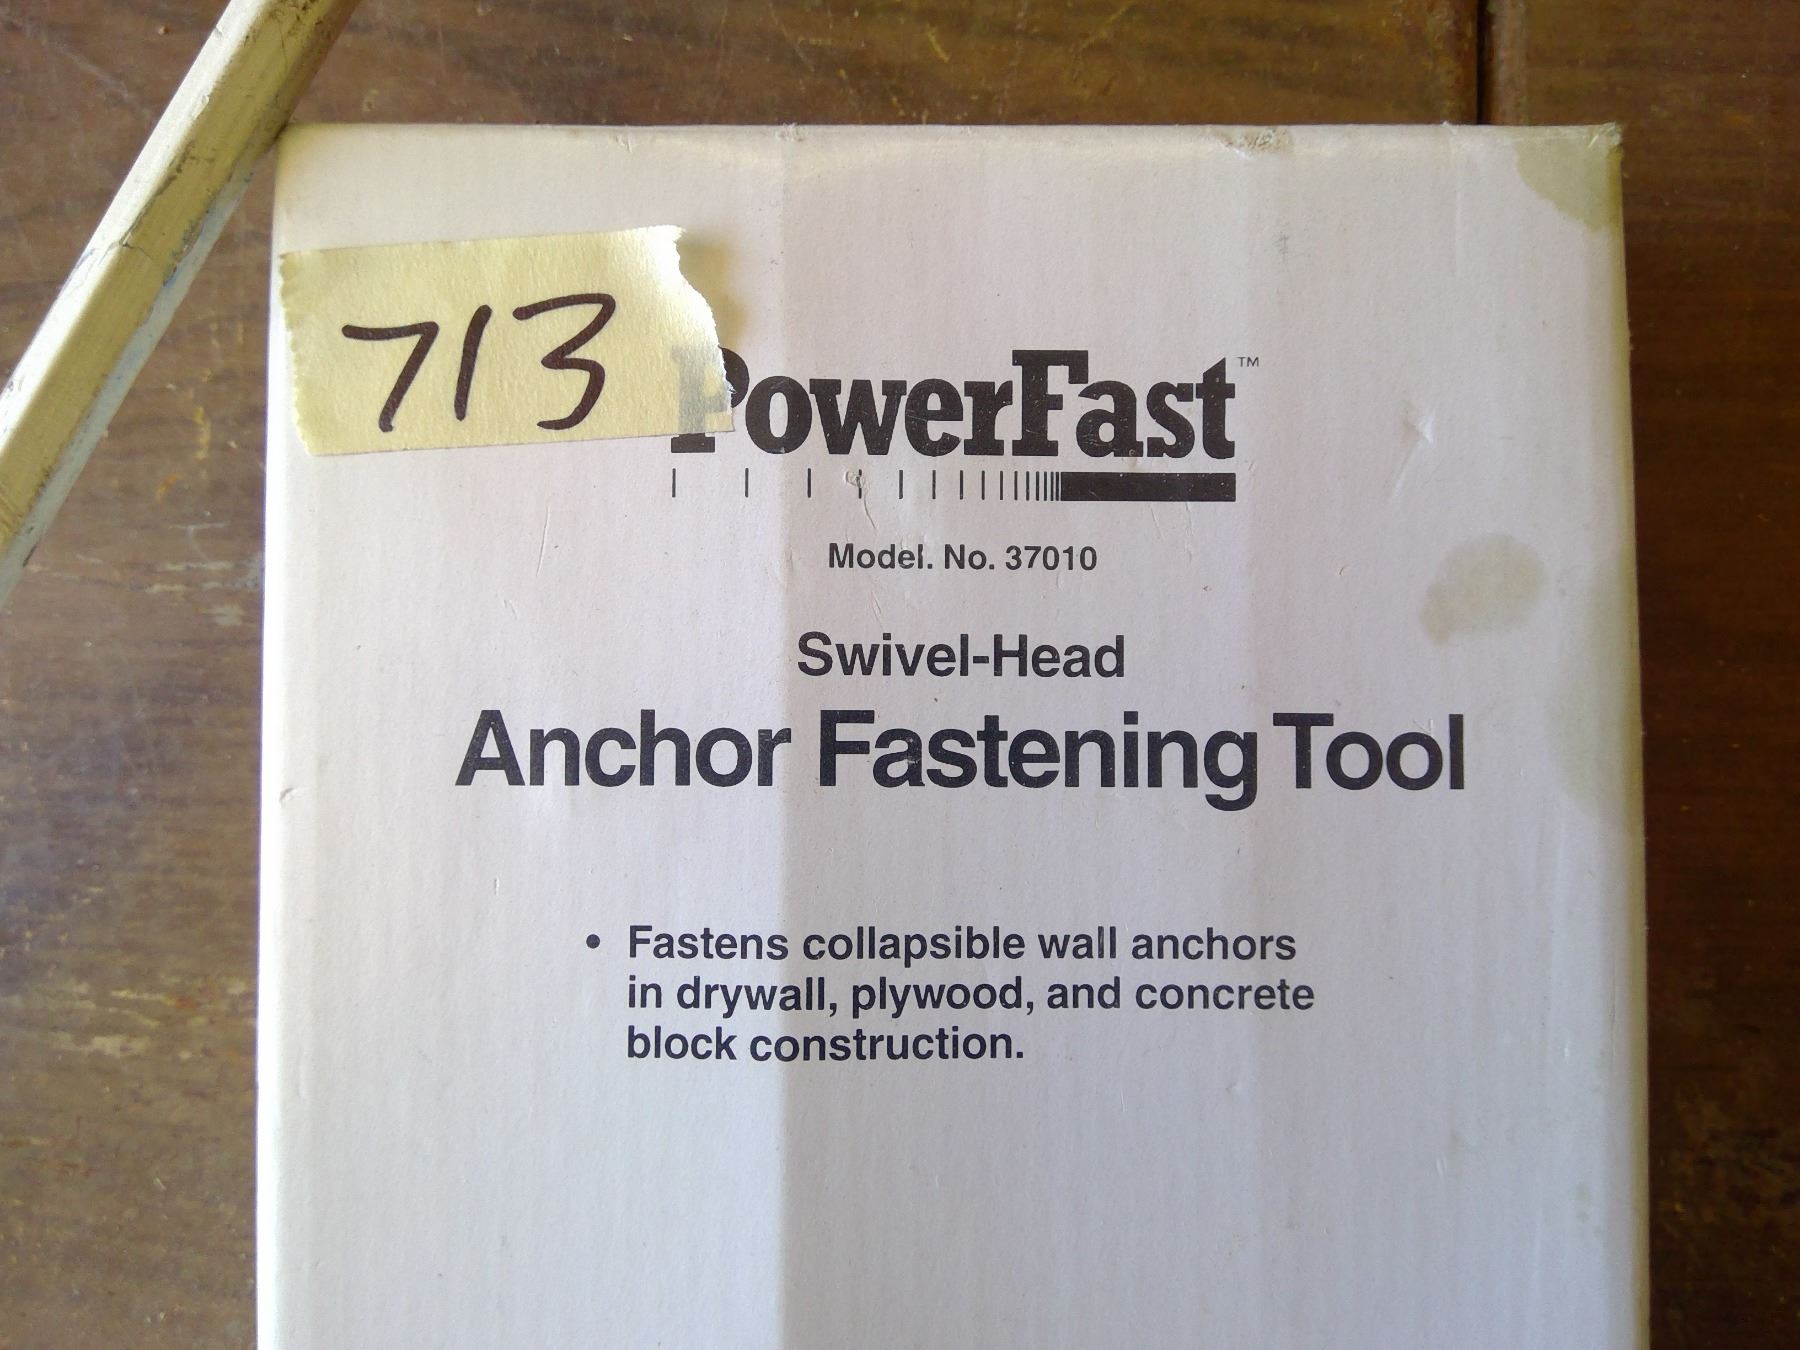 713
PowerFast™
Model. No. 37010
Swivel-Head
Anchor Fastening Tool
• Fastens collapsible wall anchors
in drywall, plywood, and concrete
block construction.